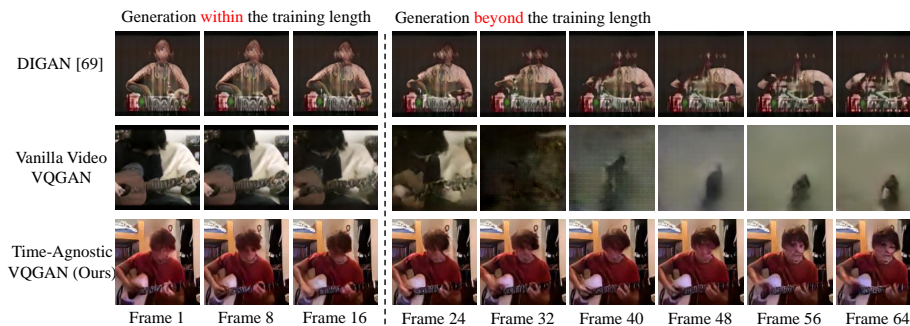 Generation within the training length
Generation beyond the training length
DIGAN [69]
Vanilla Video
VQGAN
Time-Agnostic
VQGAN (Ours)
Frame 1
Frame 8
Frame 16
Frame 24
Frame 32
Frame 40
Frame 48
Frame 56
Frame 64